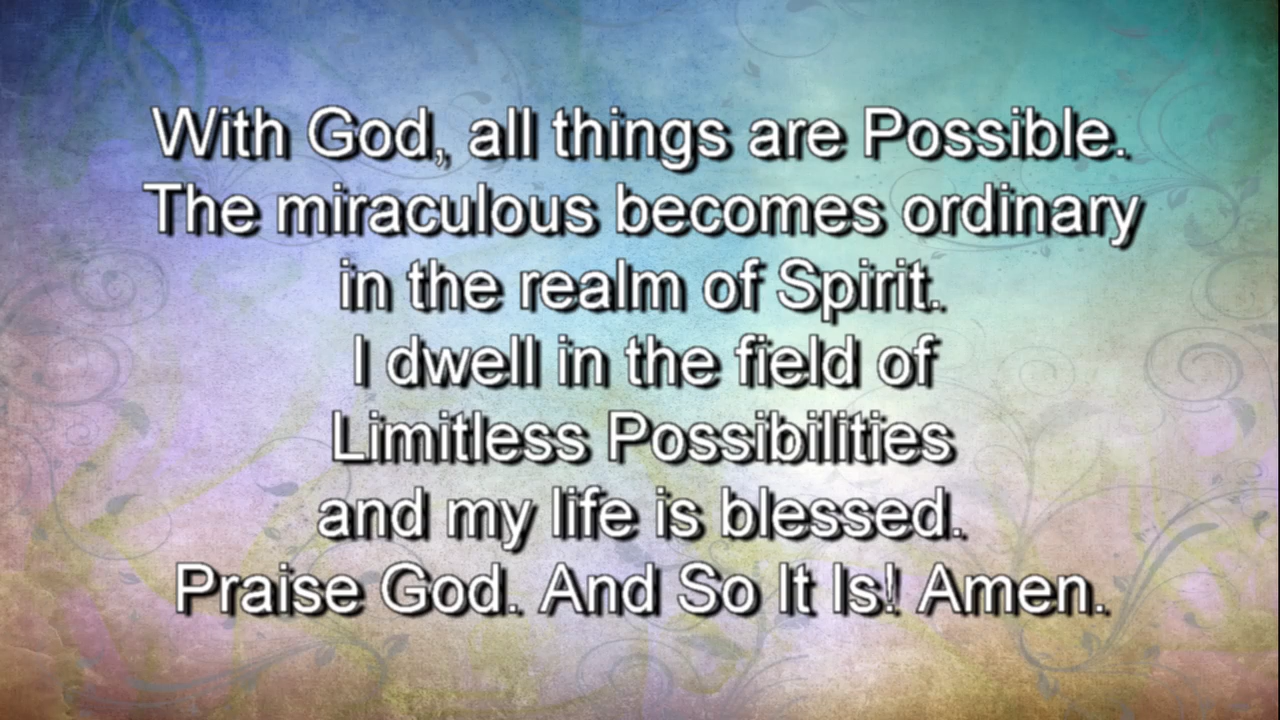 With God, all things are Possible.
The miraculous becomes ordinary
in the realm of Spirit.
I dwell in the field of
Limitless Possibilities
and my life is blessed.
Praise God. And So It Is! Amen.